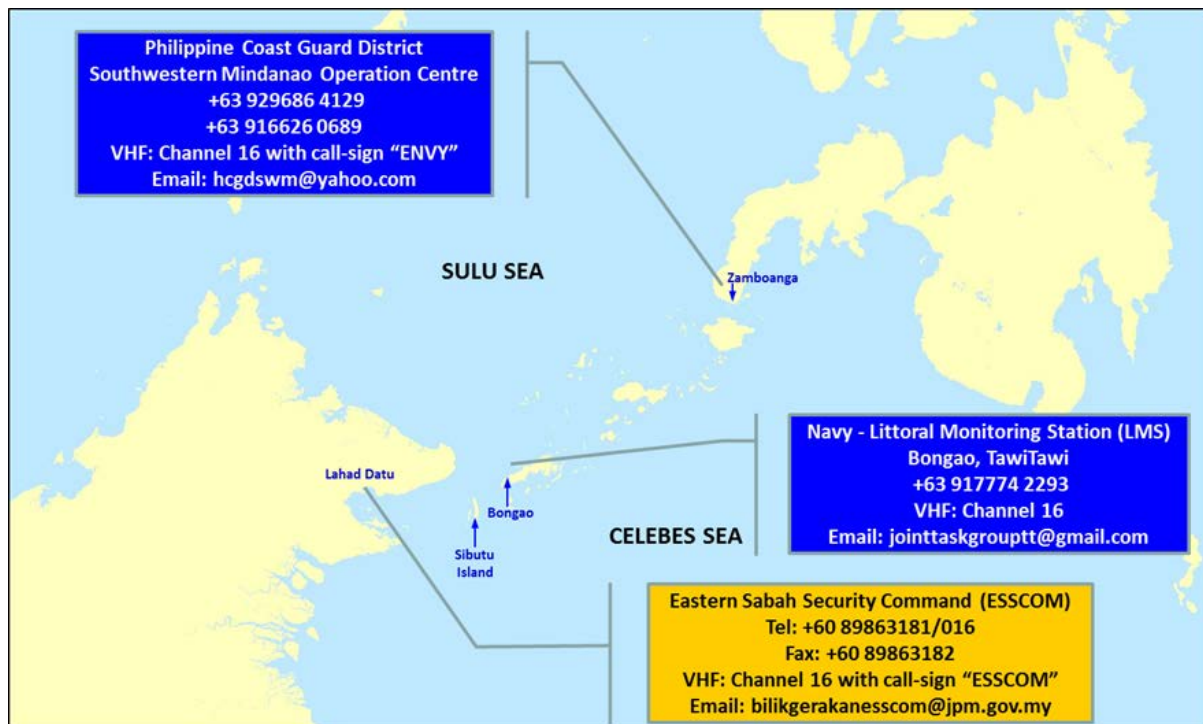 Philippine Coast Guard District
Southwestern Mindanao Operation Centre
+63 929686 4129
+63 916626 0689
VHF: Channel 16 with call-sign “ENVY”
Email: hcgdswm@yahoo.com
SULU SEA
Zamboanga
Navy - Littoral Monitoring Station (LMS)
Bongao, TawiTawi
+63 917774 2293
VHF: Channel 16
Email: jointtaskgrouptt@gmail.com
Lahad Datu
Bongao
CELEBES SEA
Sibutu
Island
Eastern Sabah Security Command (ESSCOM)
Tel: +60 89863181/016
Fax: +60 89863182
VHF: Channel 16 with call-sign “ESSCOM”
Email: bilikgerakanesscom@jpm.gov.my